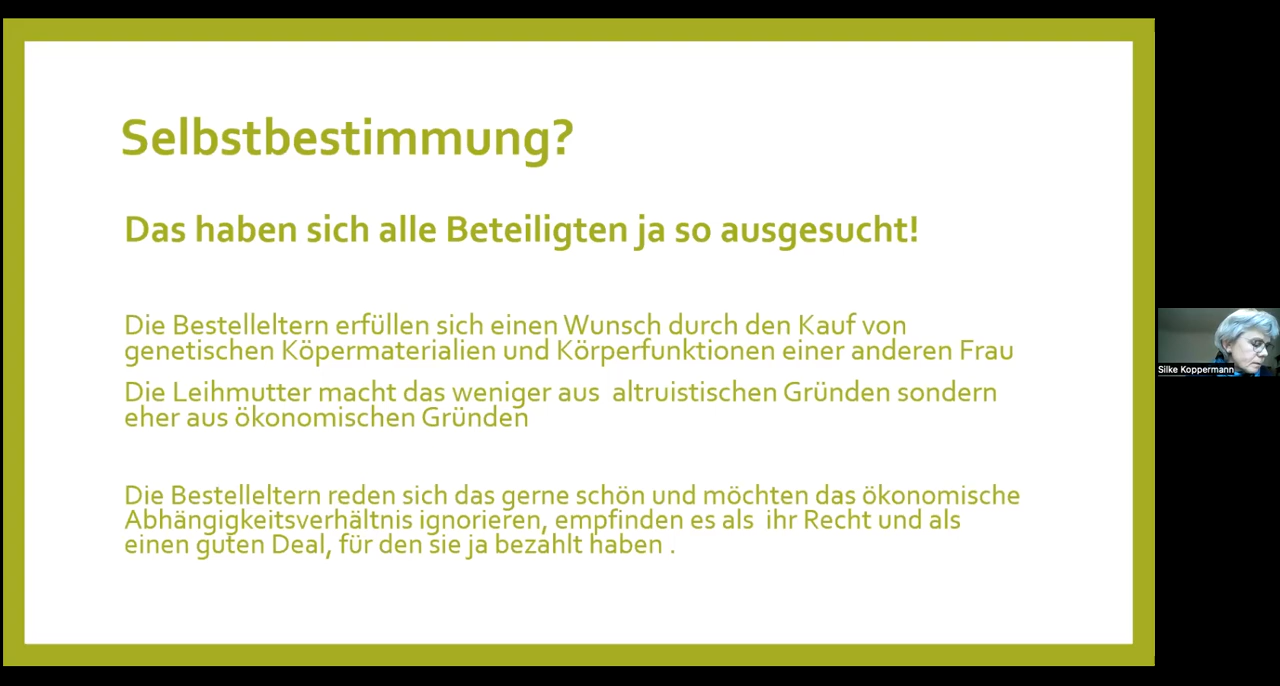 Selbstbestimmung?
Das haben sich alle Beteiligten ja so ausgesucht!
Die Bestelleltern erfüllen sich einen Wunsch durch den Kauf von
genetischen Köpermaterialien und Körperfunktionen einer anderen Frau
Die Leihmutter macht das weniger aus altruistischen Gründen sondern
eher aus ökonomischen Gründen
Die Bestelleltern reden sich das gerne schön und möchten das ökonomische
Abhängigkeitsverhältnis ignorieren, empfinden es als ihr Recht und als
einen guten Deal, für den sie ja bezahlt haben .
Silke Koppermann